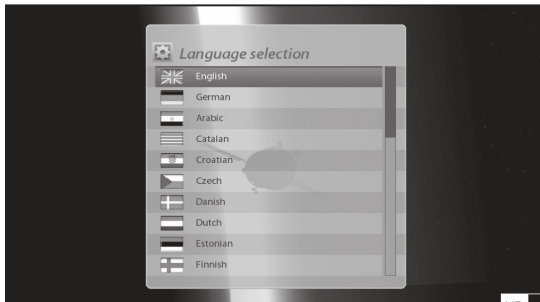 Language selection
English
German
Arabic
Catalan
Croatian
Czech
Danish
Dutch
Estonian
Finnish